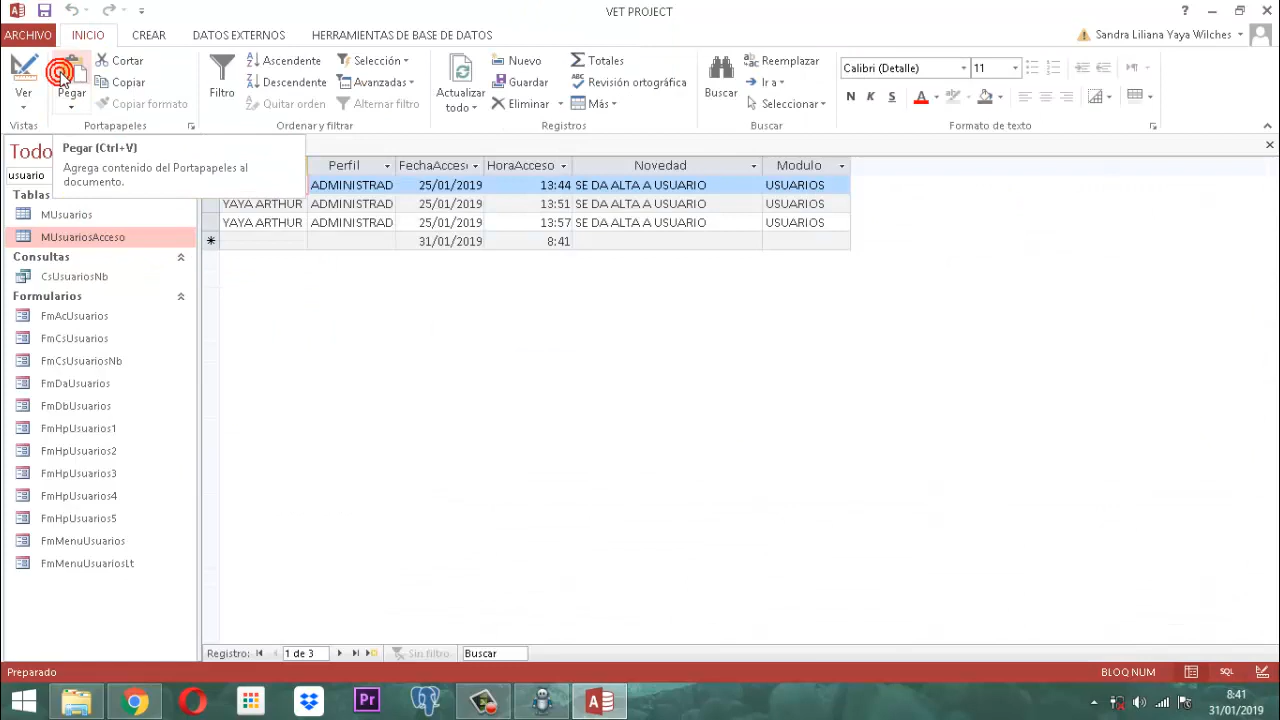 VET PROJECT
ARCHIVO INICIO CREAR DATOS EXTERNOS HERRAMIENTAS DE BASE DE DATOS Sandra Liliana Yaya Wilches
Ver
Vistas
Pegar
Cortar
Copiar
Copiar formato
Portapapeles
Filtro
Ascendente
Descendente
Quitar orden
Selección
Avanzadas
Ordenar y filtrar
Actualizar
todo
Nuevo
Guardar
Eliminar
Totales
Revisión ortográfica
Más
Registros
Buscar
Reemplazar
Ira
Seleccionar
Buscar
Calibri (Detalle) 11
N K S A
Formato de texto
Pegar (Ctrl+V)
Agrega contenido del Portapapeles al
documento.
Todo
usuario
Tablas
MUsuarios
MUsuariosAcceso
Consultas
CsUsuariosNb
Formularios
FmAcUsuarios
FmCsUsuarios
FmCsUsuariosNb
FmDaUsuarios
FmDbUsuarios
FmHpUsuarios1
FmHpUsuarios2
FmHpUsuarios3
FmHpUsuarios4
FmHpUsuarios5
FmMenuUsuarios
FmMenuUsuariosLt
Perfil FechaAcceso HoraAcceso Novedad Modulo
ADMINISTRAD 25/01/2019 13:44 SE DA ALTA A USUARIO USUARIOS
YAYA ARTHUR ADMINISTRAD 25/01/2019 13:51 SE DA ALTA A USUARIO USUARIOS
YAYA ARTHUR ADMINISTRAD 25/01/2019 13:57 SE DA ALTA A USUARIO USUARIOS
31/01/2019 8:41
Registro: 1 de 3 Sin filtro Buscar
Preparado BLOQ NUM SQL
Pr
8:41
31/01/2019